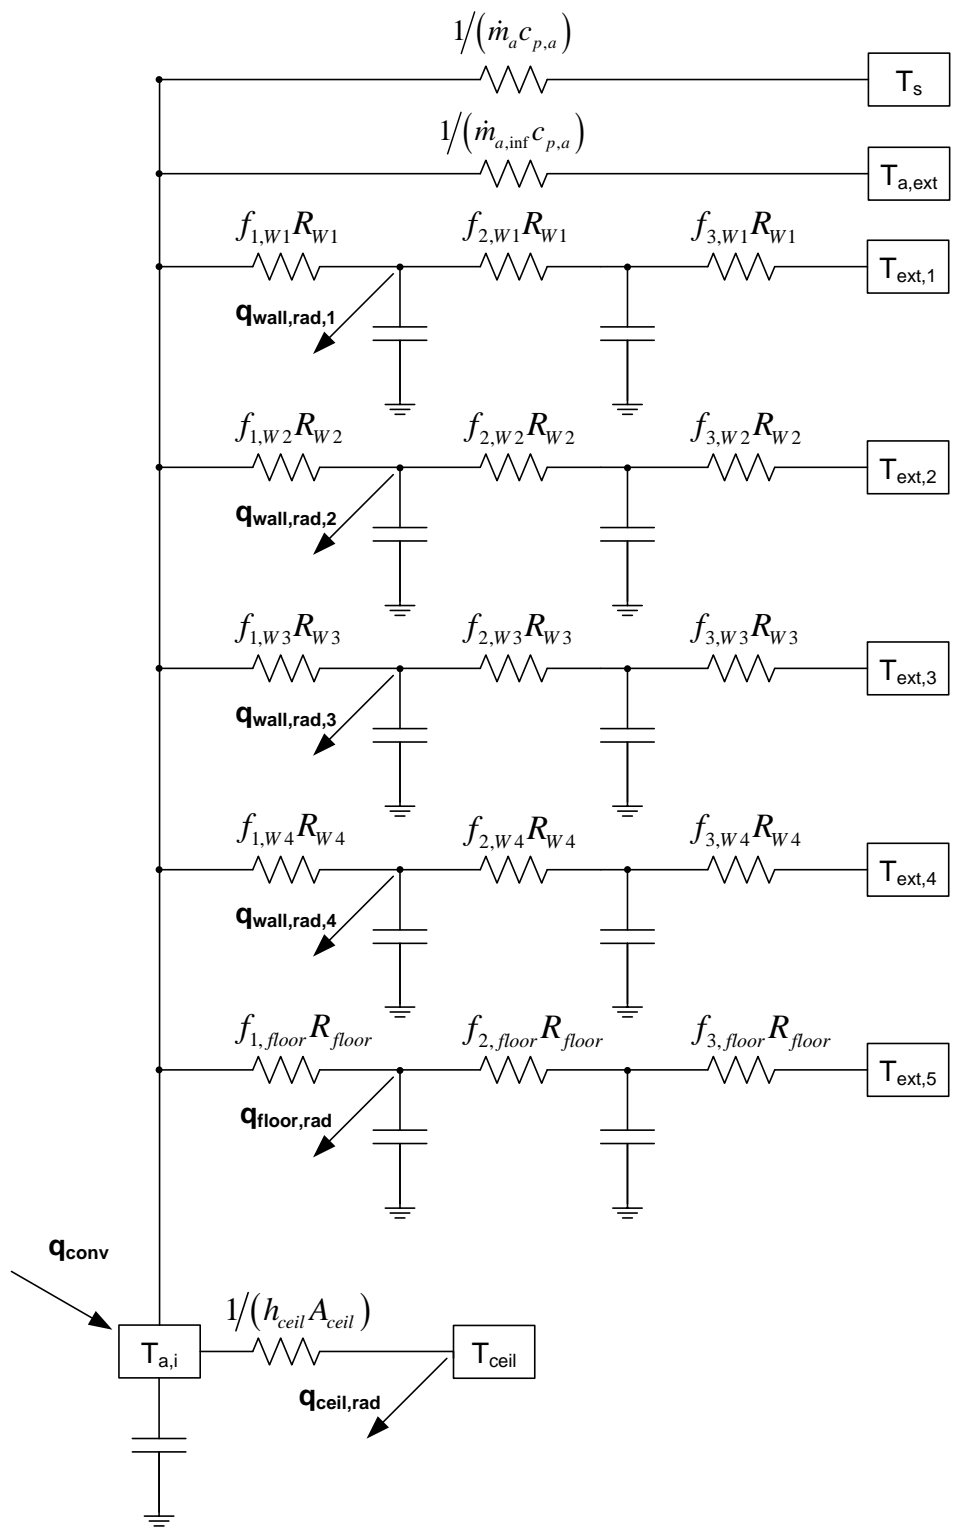 1/(ṁₐ c_{p,a})
T_s
1/(ṁ_{a,inf} c_{p,a})
T_{a,ext}
f_{1,W1}R_{W1} f_{2,W1}R_{W1} f_{3,W1}R_{W1}
T_{ext,1}
q_{wall,rad,1}
f_{1,W2}R_{W2} f_{2,W2}R_{W2} f_{3,W2}R_{W2}
T_{ext,2}
q_{wall,rad,2}
f_{1,W3}R_{W3} f_{2,W3}R_{W3} f_{3,W3}R_{W3}
T_{ext,3}
q_{wall,rad,3}
f_{1,W4}R_{W4} f_{2,W4}R_{W4} f_{3,W4}R_{W4}
T_{ext,4}
q_{wall,rad,4}
f_{1,floor}R_{floor} f_{2,floor}R_{floor} f_{3,floor}R_{floor}
T_{ext,5}
q_{floor,rad}
q_{conv}
1/(h_{ceil}A_{ceil})
T_{a,i} T_{ceil}
q_{ceil,rad}